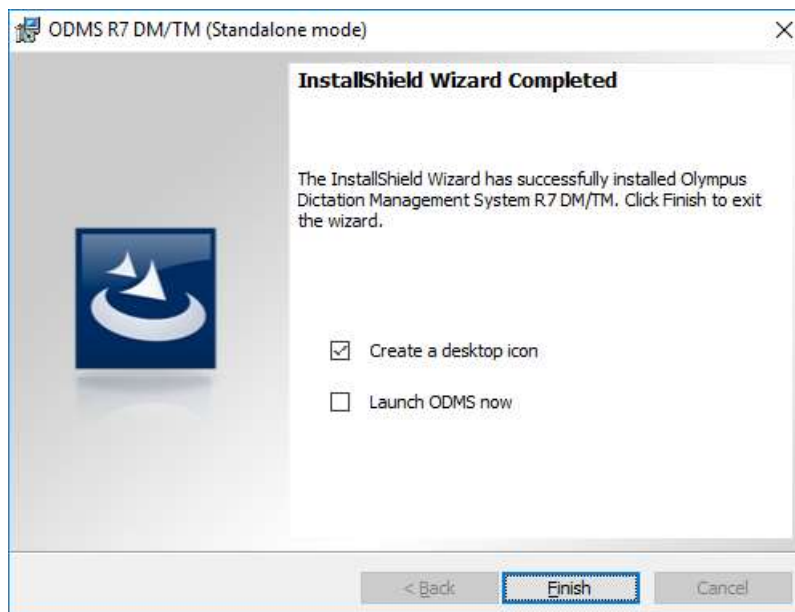 ODMS R7 DM/TM (Standalone mode)
InstallShield Wizard Completed
The InstallShield Wizard has successfully installed Olympus
Dictation Management System R7 DM/TM. Click Finish to exit
the wizard.
Create a desktop icon
Launch ODMS now
< Back
Finish
Cancel